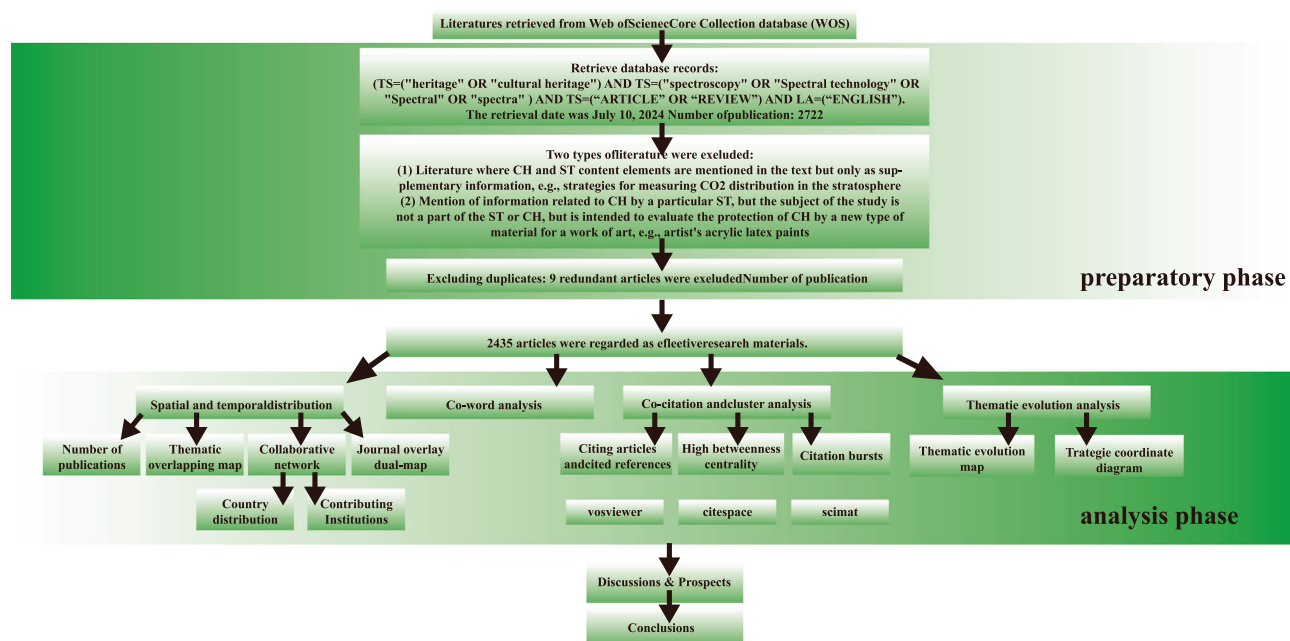 Literatures retrieved from Web ofScienecCore Collection database (WOS)
Retrieve database records:
(TS=("heritage" OR "cultural heritage") AND TS=("spectroscopy" OR "Spectral technology" OR
"Spectral" OR "spectra" ) AND TS=(“ARTICLE” OR “REVIEW”) AND LA=(“ENGLISH”).
The retrieval date was July 10, 2024 Number ofpublication: 2722
Two types ofliterature were exeluded:
(1) Literature where CH and ST content elements are mentioned in the text but only as sup-
plementary information, e.g., strategies for measuring CO2 distribution in the stratosphere
(2) Mention of information related to CH by a particular ST, but the subject of the study is
not a part of the ST or CH, but is intended to evaluate the protection of CH by a new type of
material for a work of art, e.g., artist's acrylic latex paints
Excluding duplicates: 9 redundant articles were exeludedNumber of publication
preparatory phase
2435 articles were regarded as efleetiveresearh materials.
Spatial and temporaldistribution
Co-word analysis
Co-citation andcluster analysis
Thematic evolution analysis
Number of
publications
Thematic
overlapping map
Collaborative
network
Journal overlay
dual-map
Citing articles
andcited references
High betweenness
centrality
Citation bursts
Thematic evolution
map
Trategie coordinate
diagram
Country
distribution
Contributing
Institutions
vosviewer
citespace
scimat
analysis phase
Discussions & Prospects
Conclusions